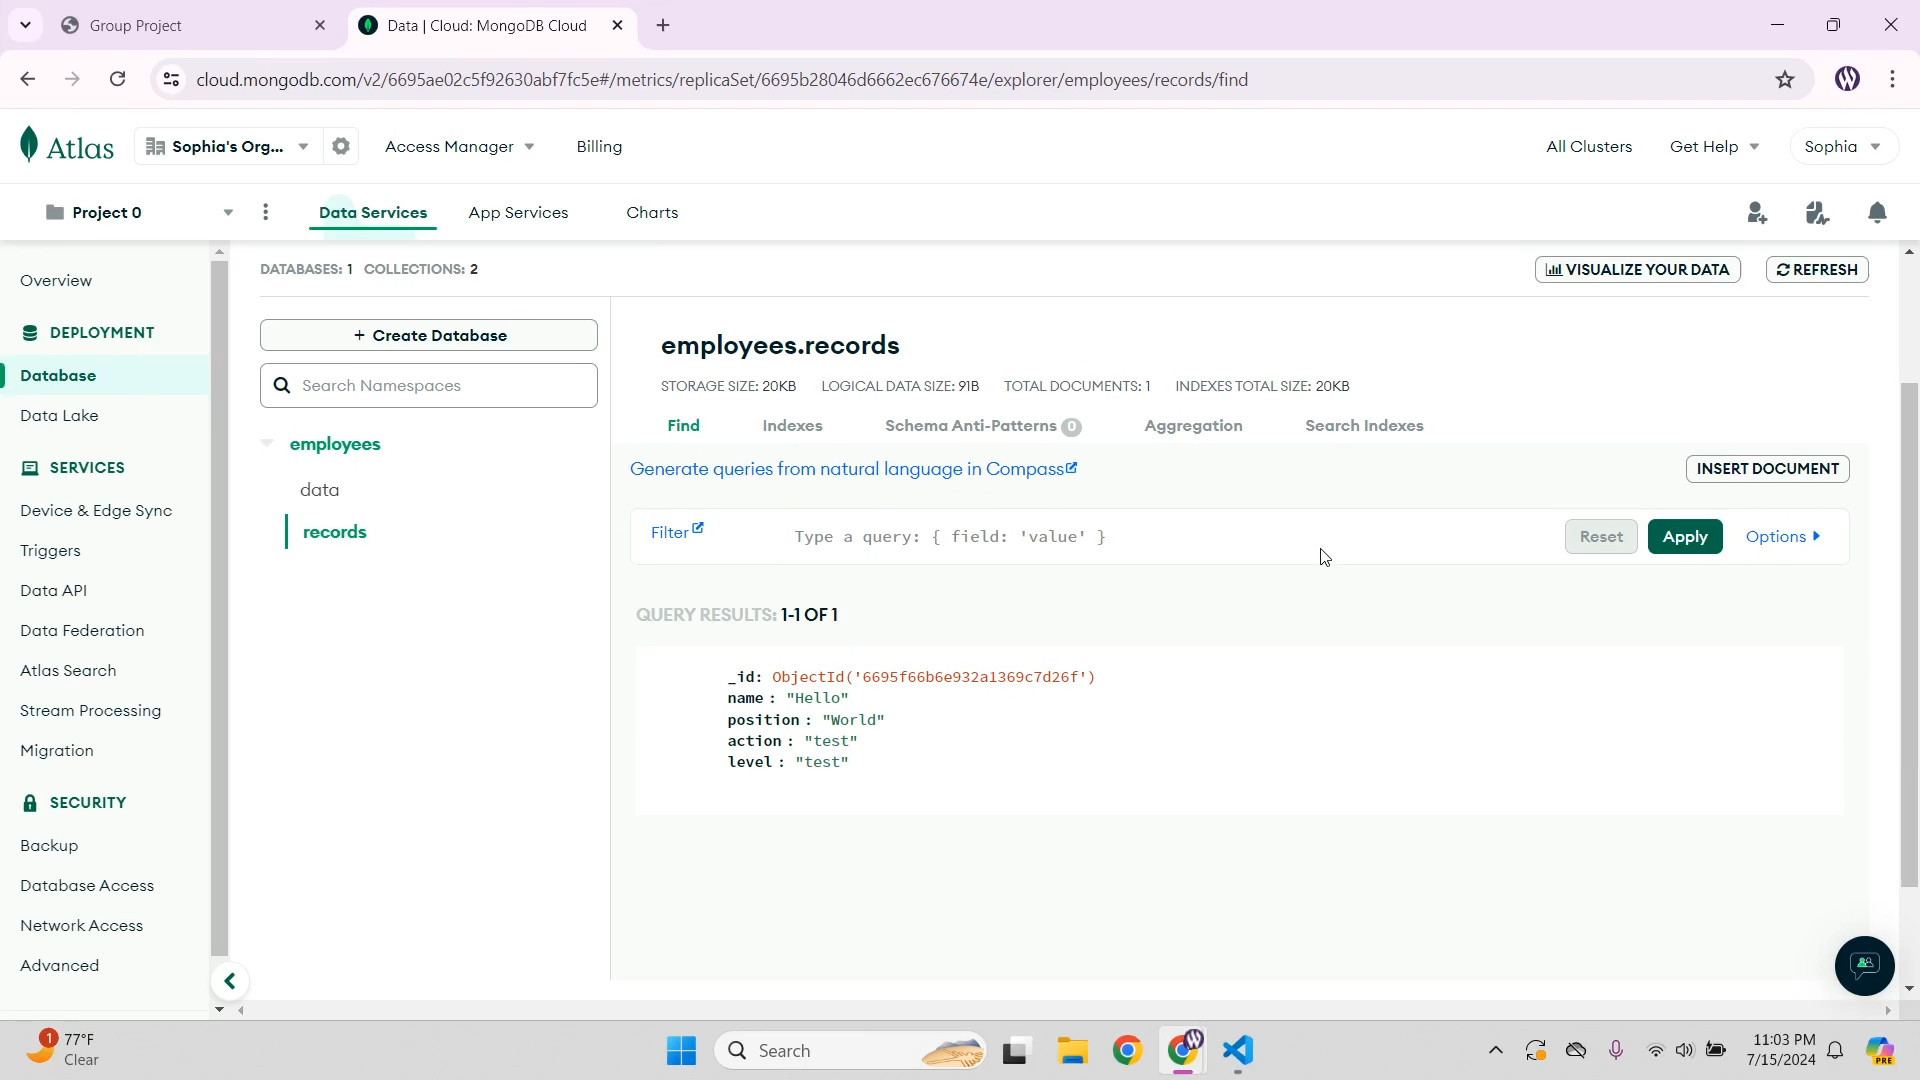 Group Project
Data | Cloud: MongoDB Cloud
cloud.mongodb.com/v2/6695ae02c5f92630abf7fc5e#/metrics/replicaSet/6695b28046d6662ec676674e/explorer/employees/records/find
Atlas
Sophia's Org...
Access Manager
Billing
All Clusters
Get Help
Sophia
Project 0
Data Services
App Services
Charts
Overview
DEPLOYMENT
Database
Data Lake
SERVICES
Device & Edge Sync
Triggers
Data API
Data Federation
Atlas Search
Stream Processing
Migration
SECURITY
Backup
Database Access
Network Access
Advanced
DATABASES: 1 COLLECTIONS: 2
VISUALIZE YOUR DATA
REFRESH
+ Create Database
Search Namespaces
employees
data
records
employees.records
STORAGE SIZE: 20KB LOGICAL DATA SIZE: 91B TOTAL DOCUMENTS: 1 INDEXES TOTAL SIZE: 20KB
Find Indexes Schema Anti-Patterns 0 Aggregation Search Indexes
Generate queries from natural language in Compass
INSERT DOCUMENT
Filter
Type a query: { field: 'value' }
Reset
Apply
Options
QUERY RESULTS: 1-1 OF 1
_id: ObjectId('6695f66b6e932a1369c7d26f')
name : "Hello"
position : "World"
action : "test"
level : "test"
1
77°F
Clear
Search
11:03 PM
7/15/2024
PRE